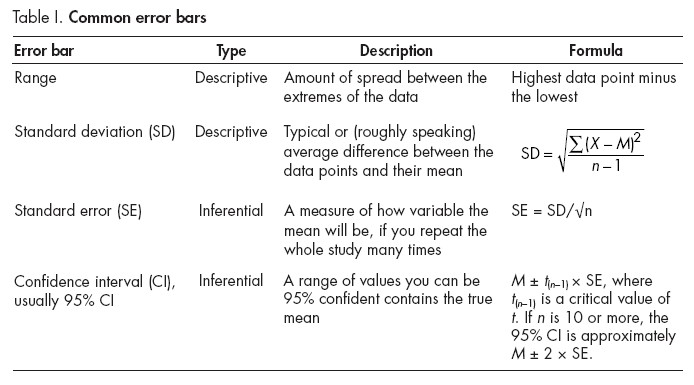 Table I. Common error bars
Error bar Type Description Formula
Range Descriptive Amount of spread between the extremes of the data Highest data point minus the lowest
Standard deviation (SD) Descriptive Typical or (roughly speaking) average difference between the data points and their mean SD = √(∑(X – M)² / n – 1)
Standard error (SE) Inferential A measure of how variable the mean will be, if you repeat the whole study many times SE = SD/√n
Confidence interval (CI), usually 95% CI Inferential A range of values you can be 95% confident contains the true mean M ± t(n–1) × SE, where t(n–1) is a critical value of t. If n is 10 or more, the 95% CI is approximately M ± 2 × SE.